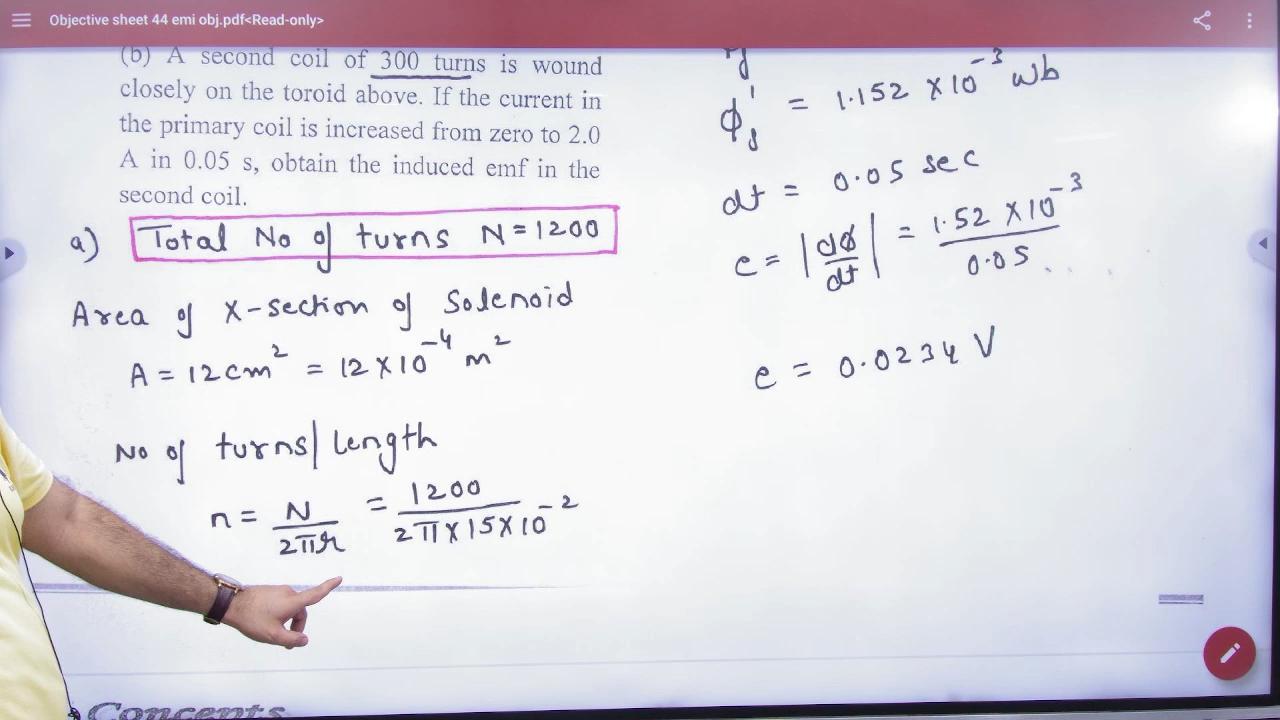 Objective sheet 44 emi obj.pdf<Read-only>
(b) A second coil of 300 turns is wound
closely on the toroid above. If the current in
the primary coil is increased from zero to 2.0
A in 0.05 s, obtain the induced emf in the
second coil.
a) Total No of turns N = 1200
Area of X-section of Solenoid
A = 12cm² = 12 × 10⁻⁴ m²
No of turns/length
n = N/2πr = 1200/2π×15×10⁻²
ϕ's = 1.152 × 10⁻³ wb
dt = 0.05 sec
e = |dϕ/dt| = 1.52 × 10⁻³/0.05
e = 0.0234 V
Concepts